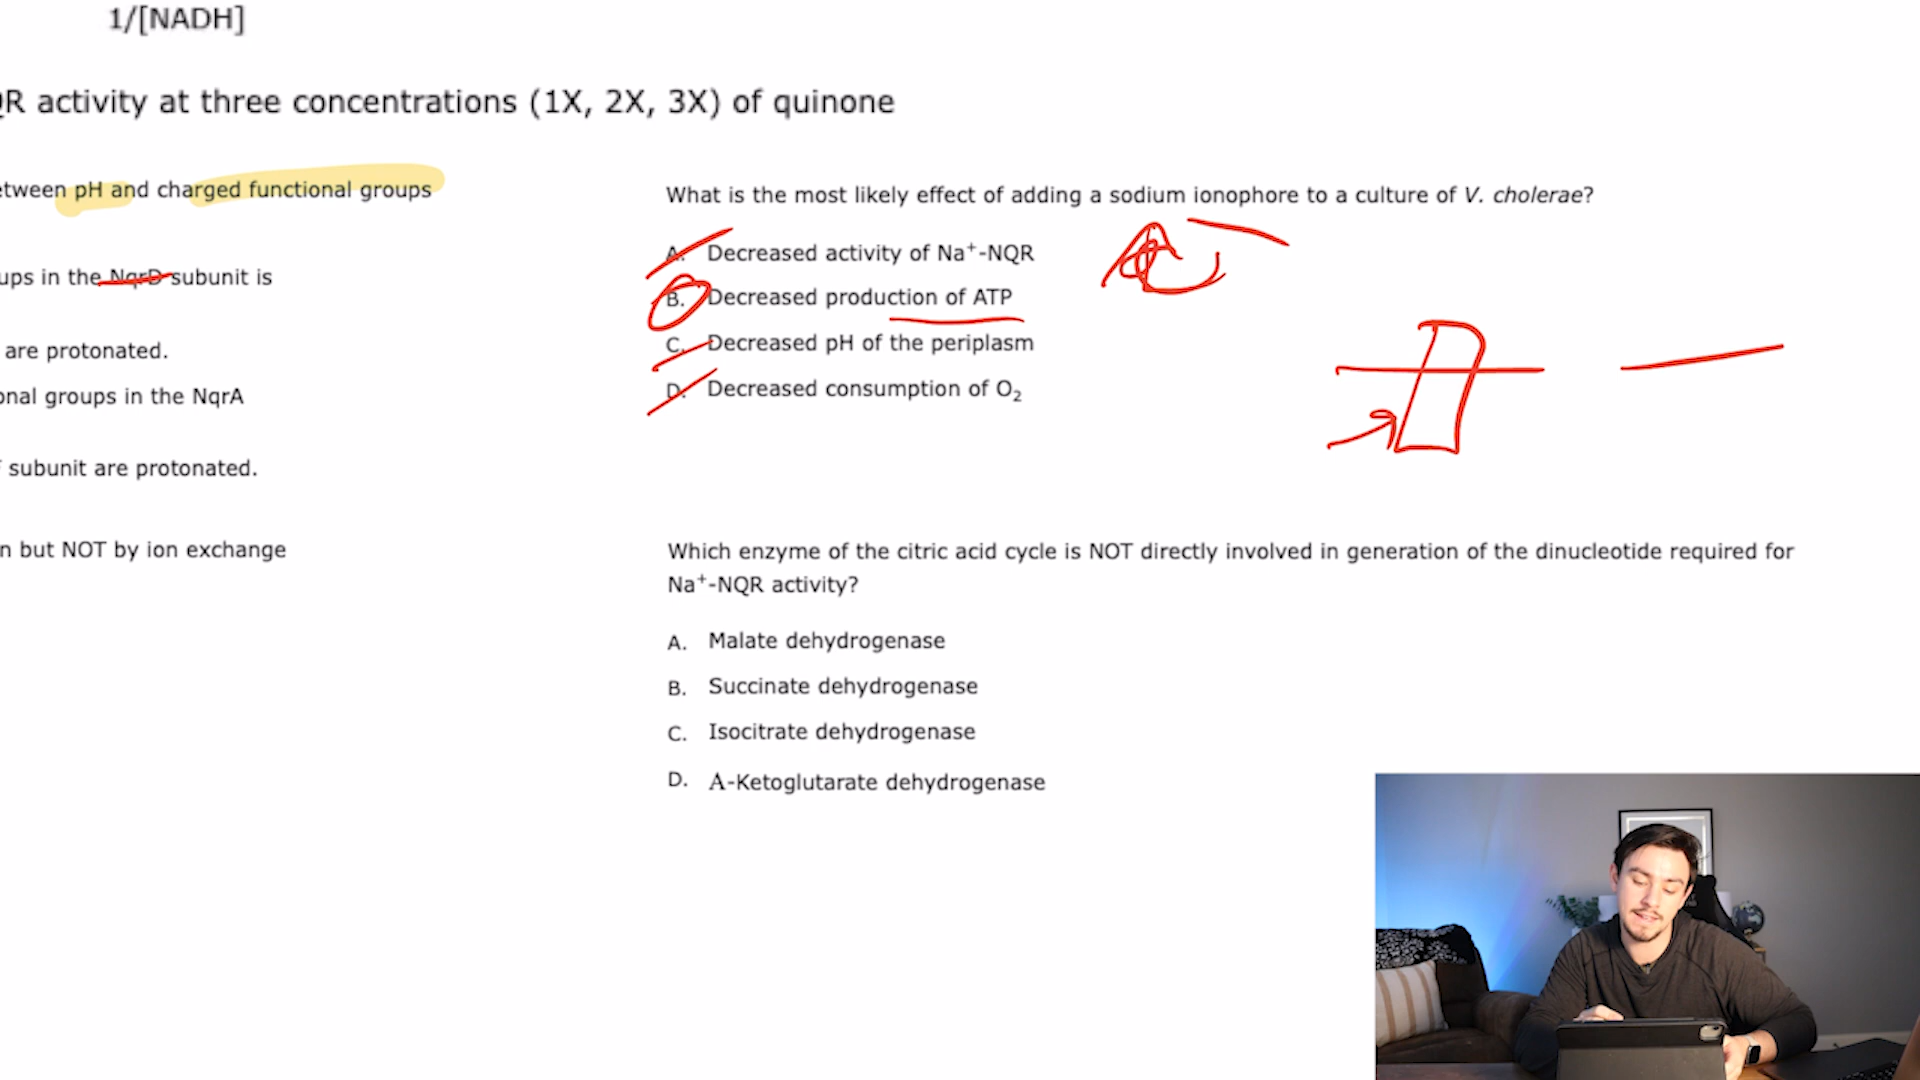 1/[NADH]
QR activity at three concentrations (1X, 2X, 3X) of quinone
etween pH and charged functional groups
ups in the NqrD subunit is
are protonated.
onal groups in the NqrA
subunit are protonated.
n but NOT by ion exchange
What is the most likely effect of adding a sodium ionophore to a culture of V. cholerae?
A. Decreased activity of Na⁺-NQR
B. Decreased production of ATP
C. Decreased pH of the periplasm
D. Decreased consumption of O₂
Which enzyme of the citric acid cycle is NOT directly involved in generation of the dinucleotide required for
Na⁺-NQR activity?
A. Malate dehydrogenase
B. Succinate dehydrogenase
C. Isocitrate dehydrogenase
D. A-Ketoglutarate dehydrogenase